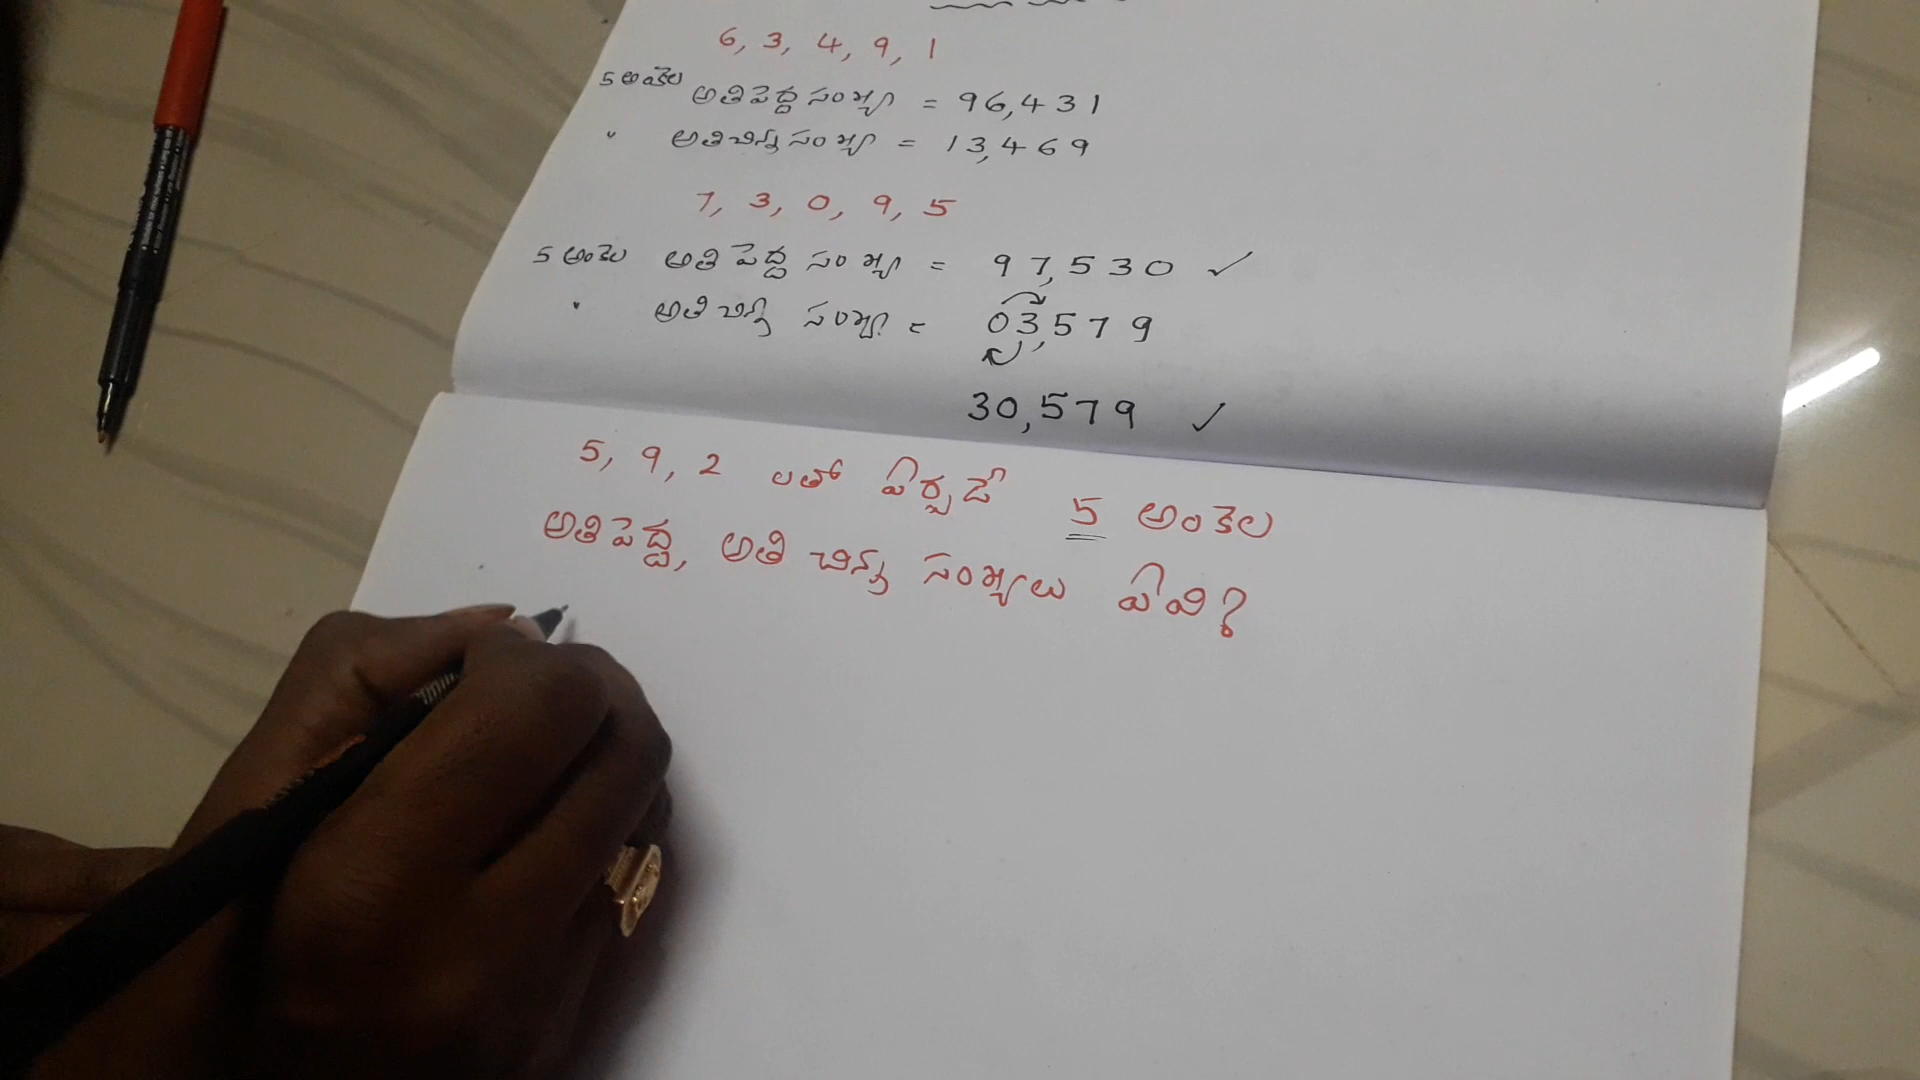 6, 3, 4, 9, 1
5 అంకెల అతిపెద్ద సంఖ్య = 96,431
" అతిచిన్న సంఖ్య = 13,469
7, 3, 0, 9, 5
5 అంకెల అతి పెద్ద సంఖ్య = 97,530 ✓
" అతి చిన్న సంఖ్య = 03,579
30,579 ✓
5, 9, 2 లతో ఏర్పడే 5 అంకెల
అతిపెద్ద, అతి చిన్న సంఖ్యలు ఏవి?